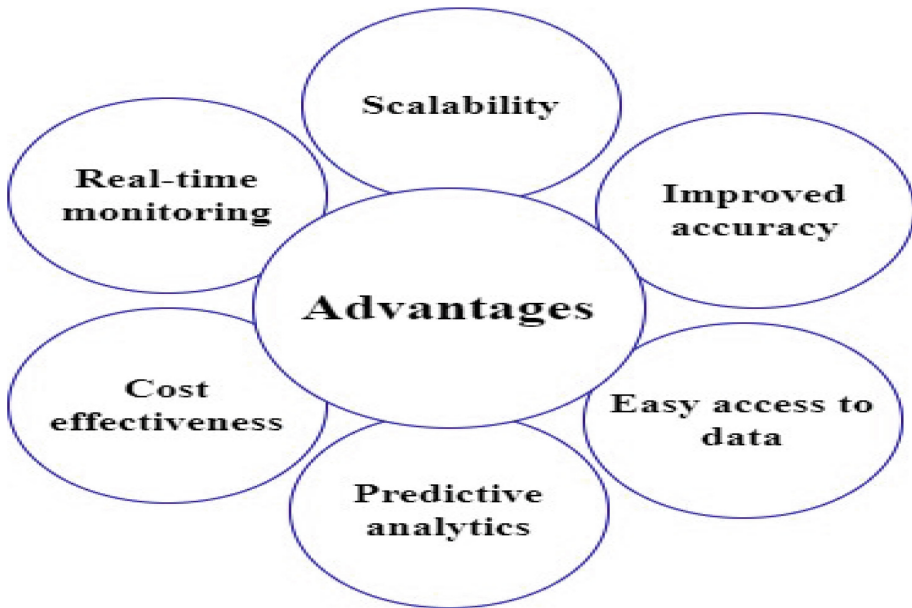 Scalability
Real-time
monitoring
Improved
accuracy
Advantages
Cost
effectiveness
Easy access to
data
Predictive
analytics